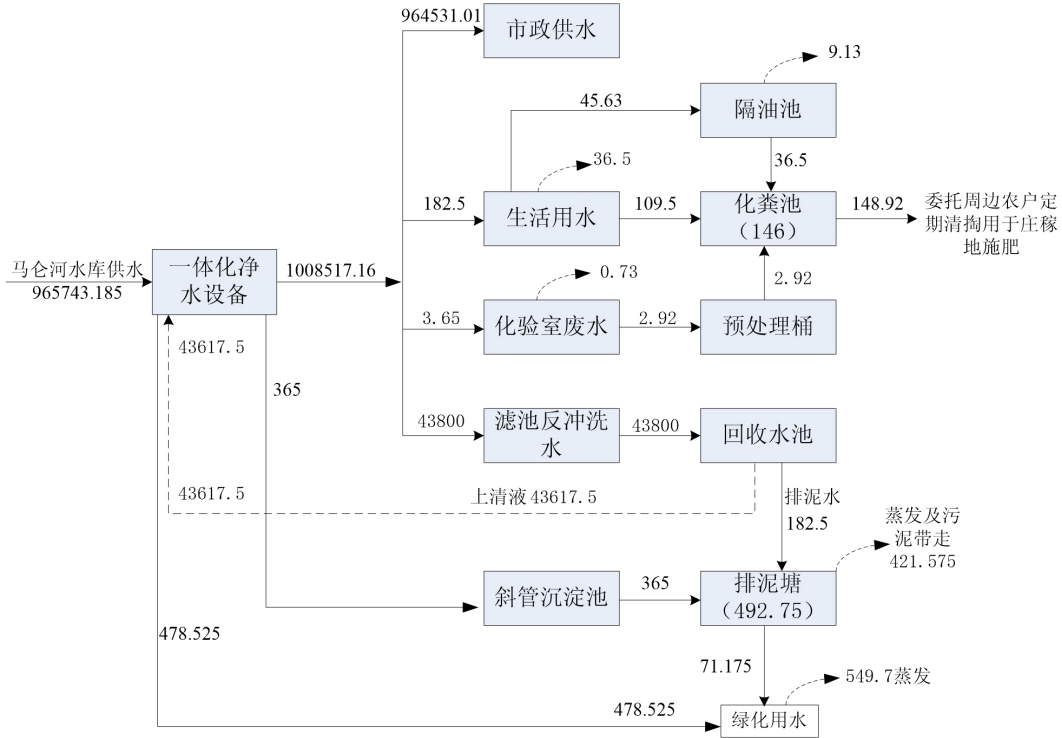 964531.01
市政供水
9.13
45.63
隔油池
36.5
36.5
182.5
生活用水
109.5
化粪池
（146）
148.92
委托周边农户定
期清掏用于庄稼
地施肥
马仑河水库供水
965743.185
一体化净
水设备
1008517.16
0.73
2.92
3.65
化验室废水
2.92
预处理桶
43617.5
365
43800
滤池反冲洗
水
43800
回收水池
43617.5
上清液 43617.5
排泥水
182.5
蒸发及污
泥带走
421.575
斜管沉淀池
365
排泥塘
（492.75）
478.525
71.175
549.7蒸发
478.525
绿化用水